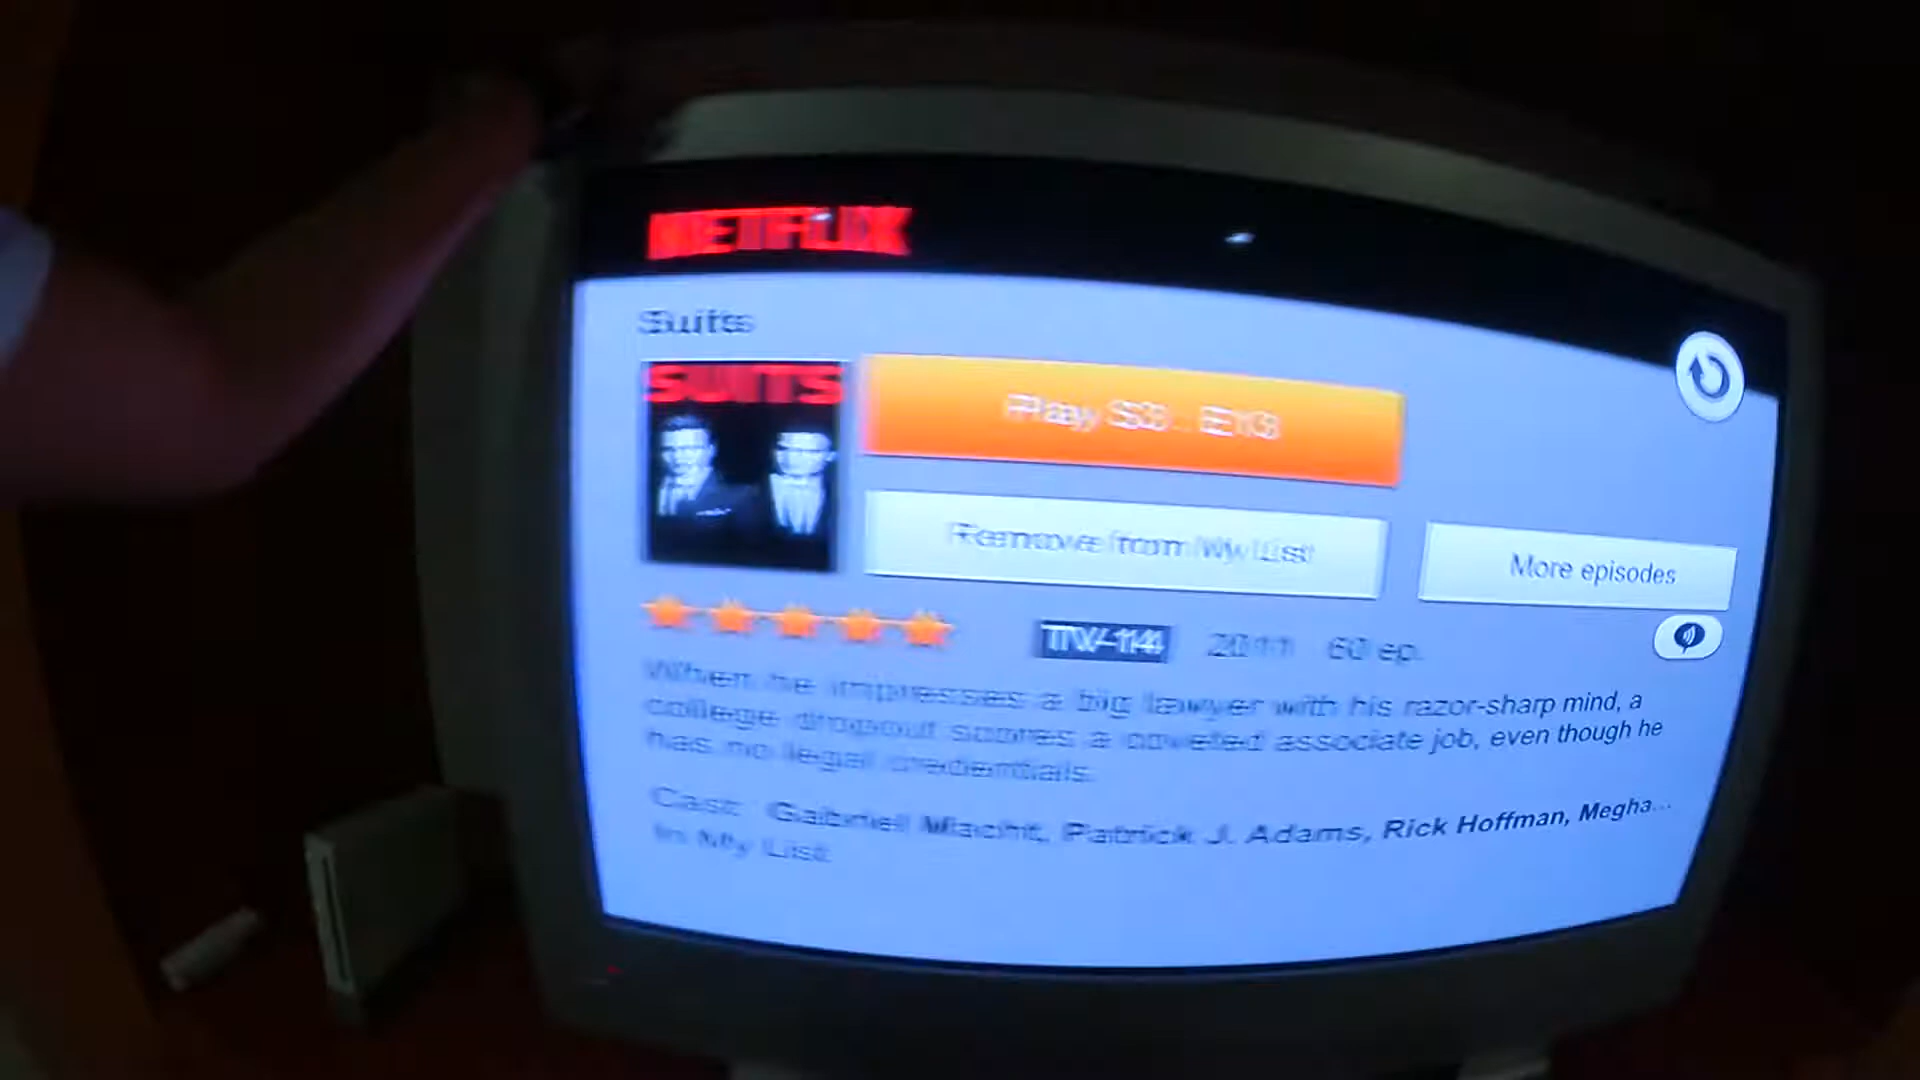 NETFLIX
Suits
SUITS
Play S3 : E13
Remove from My List
More episodes
TV-14 2011 60 ep.
When he impresses a big lawyer with his razor-sharp mind, a
college dropout scores a coveted associate job, even though he
has no legal credentials.
Cast: Gabriel Macht, Patrick J. Adams, Rick Hoffman, Megha...
In My List